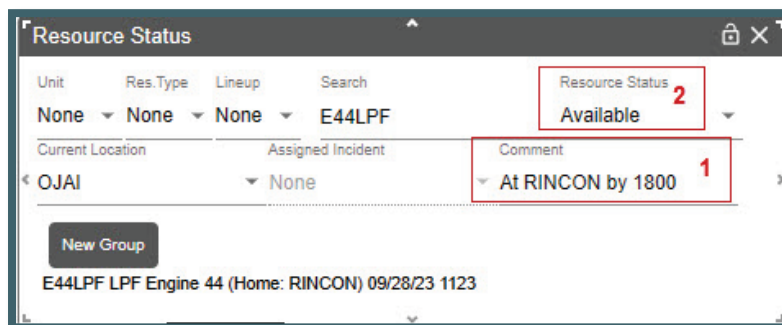 Resource Status
Unit Res.Type Lineup Search Resource Status
None None None E44LPF Available 2
Current Location Assigned Incident Comment
OJAI None At RINCON by 1800 1
New Group
E44LPF LPF Engine 44 (Home: RINCON) 09/28/23 1123